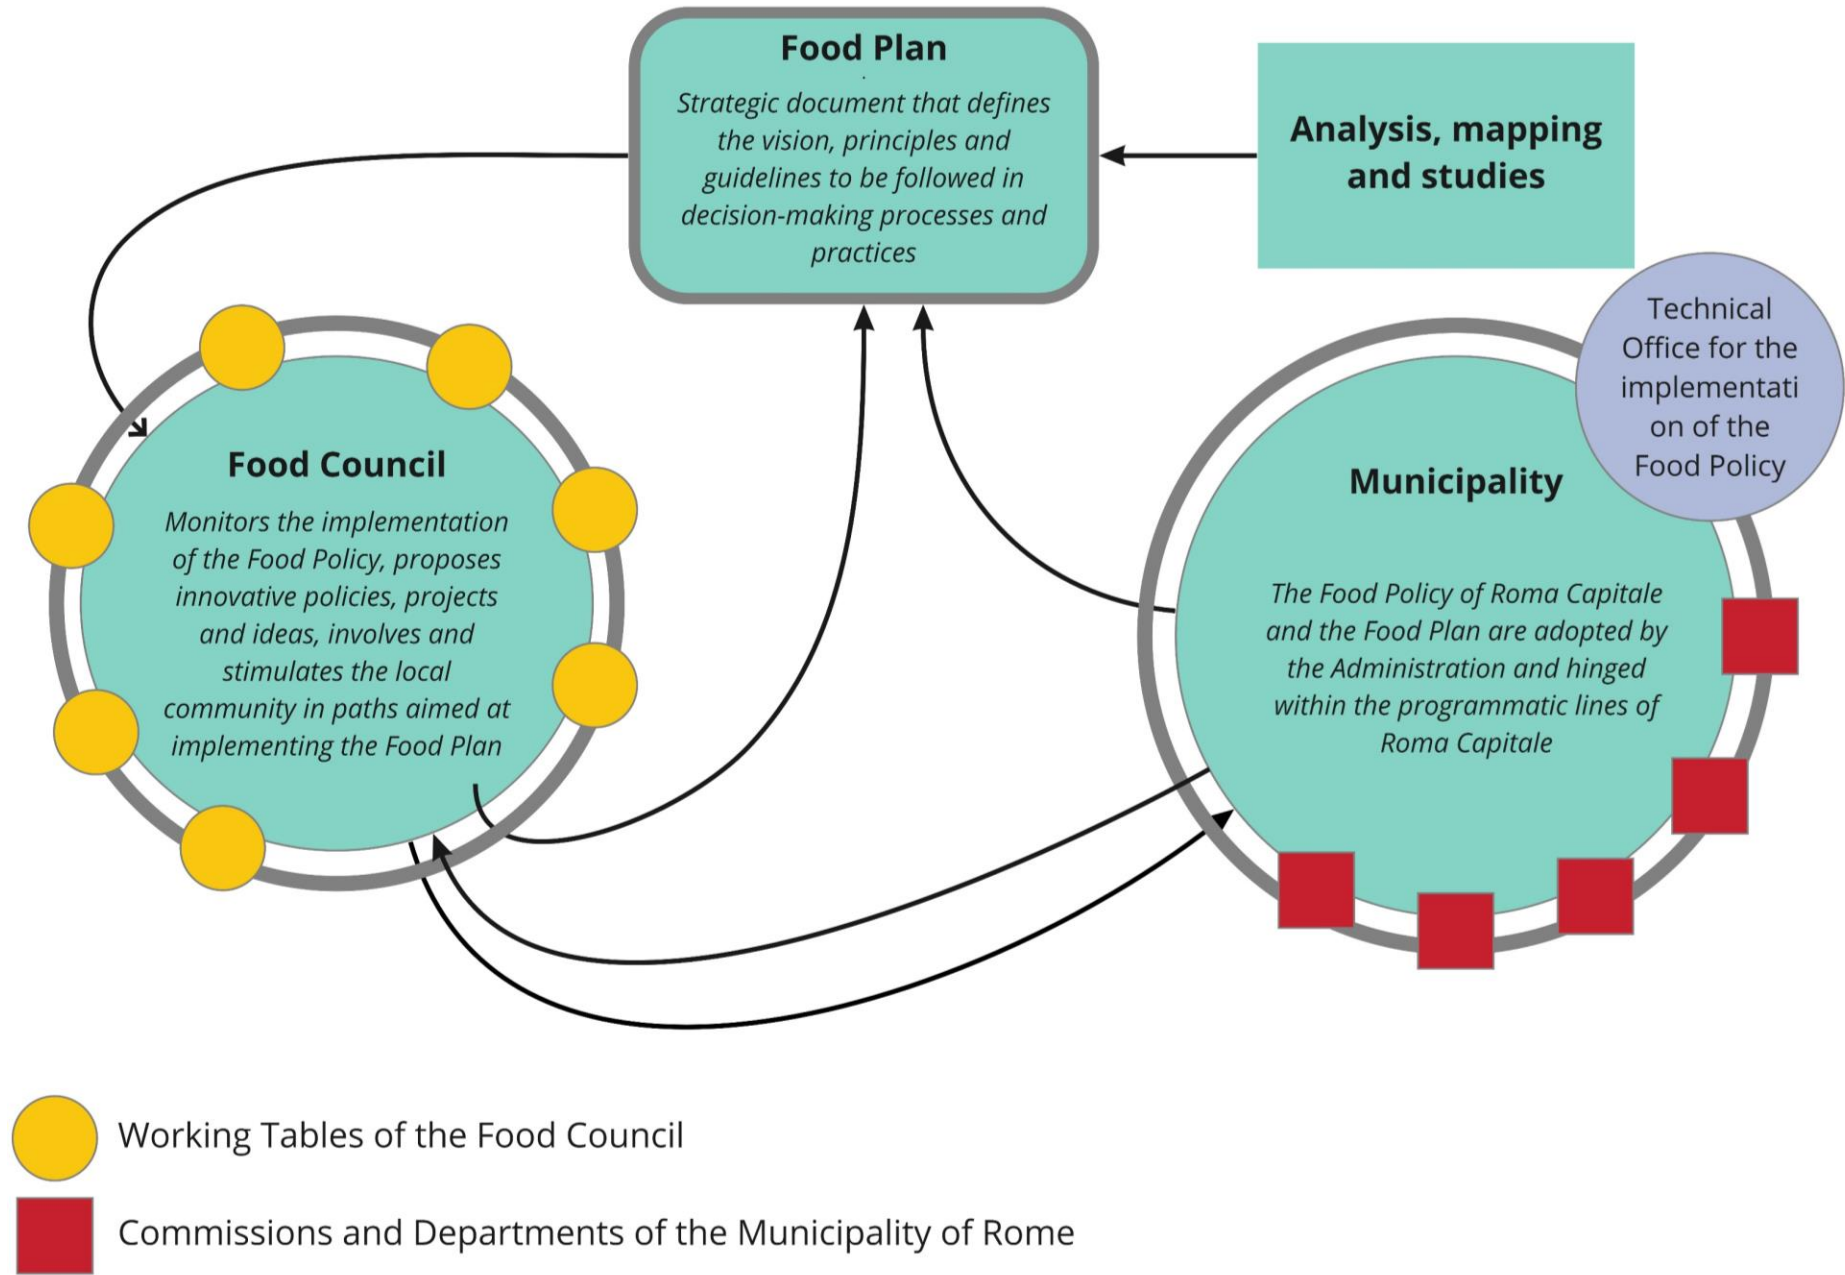 Food Plan
.
Strategic document that defines
the vision, principles and
guidelines to be followed in
decision-making processes and
practices
Analysis, mapping
and studies
Technical
Office for the
implementati
on of the
Food Policy
Food Council
Monitors the implementation
of the Food Policy, proposes
innovative policies, projects
and ideas, involves and
stimulates the local
community in paths aimed at
implementing the Food Plan
Municipality
The Food Policy of Roma Capitale
and the Food Plan are adopted by
the Administration and hinged
within the programmatic lines of
Roma Capitale
Working Tables of the Food Council
Commissions and Departments of the Municipality of Rome